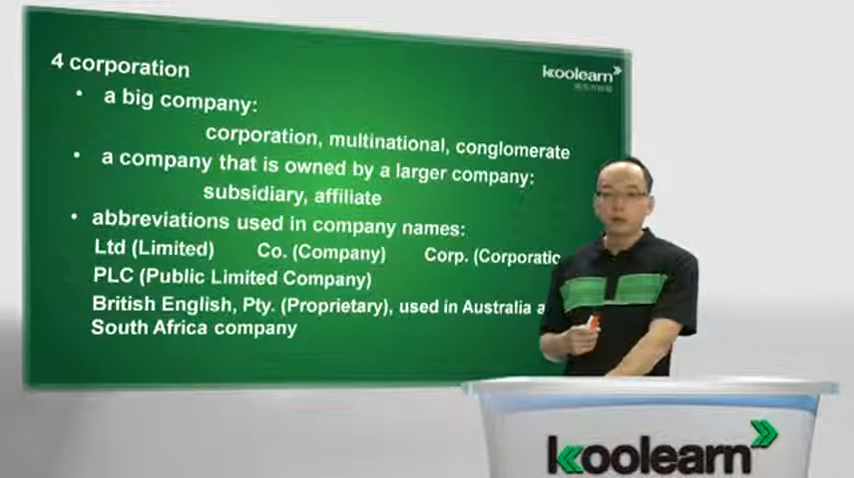 4 corporation
koolearn
• a big company:
corporation, multinational, conglomerate
• a company that is owned by a larger company:
subsidiary, affiliate
• abbreviations used in company names:
Ltd (Limited) Co. (Company) Corp. (Corporatio
PLC (Public Limited Company)
British English, Pty. (Proprietary), used in Australia a
South Africa company
koolearn